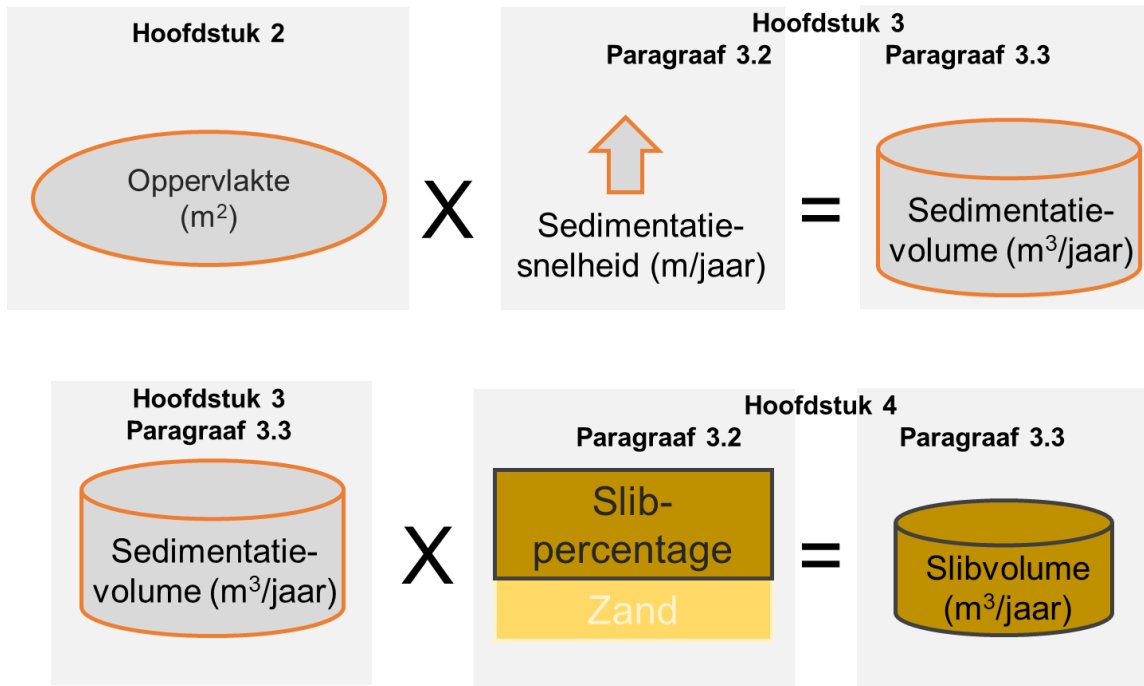 Hoofdstuk 2
Hoofdstuk 3
Paragraaf 3.2
Paragraaf 3.3
Oppervlakte
(m²)
X
Sedimentatie-
snelheid (m/jaar)
=
Sedimentatie-
volume (m³/jaar)
Hoofdstuk 3
Paragraaf 3.3
Hoofdstuk 4
Paragraaf 3.2
Paragraaf 3.3
Sedimentatie-
volume (m³/jaar)
X
Slib-
percentage
Zand
=
Slibvolume
(m³/jaar)